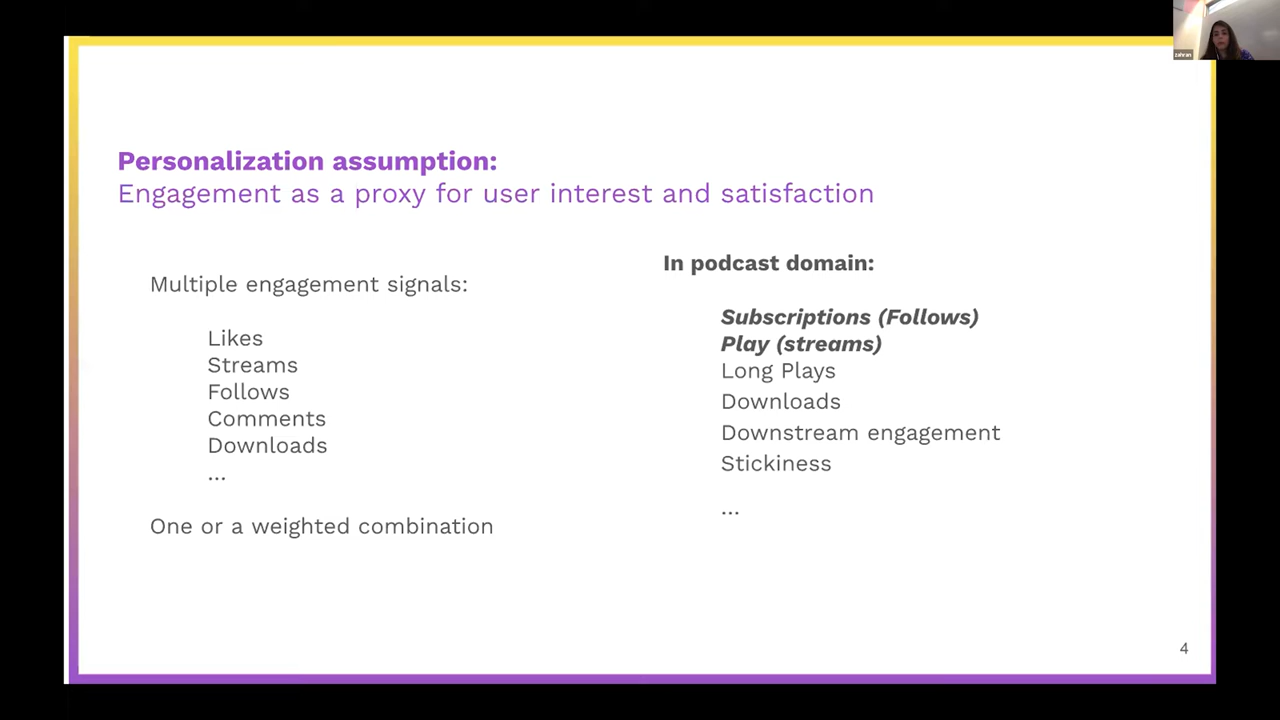 Personalization assumption:
Engagement as a proxy for user interest and satisfaction
Multiple engagement signals:
Likes
Streams
Follows
Comments
Downloads
...
One or a weighted combination
In podcast domain:
Subscriptions (Follows)
Play (streams)
Long Plays
Downloads
Downstream engagement
Stickiness
...
4
zahran